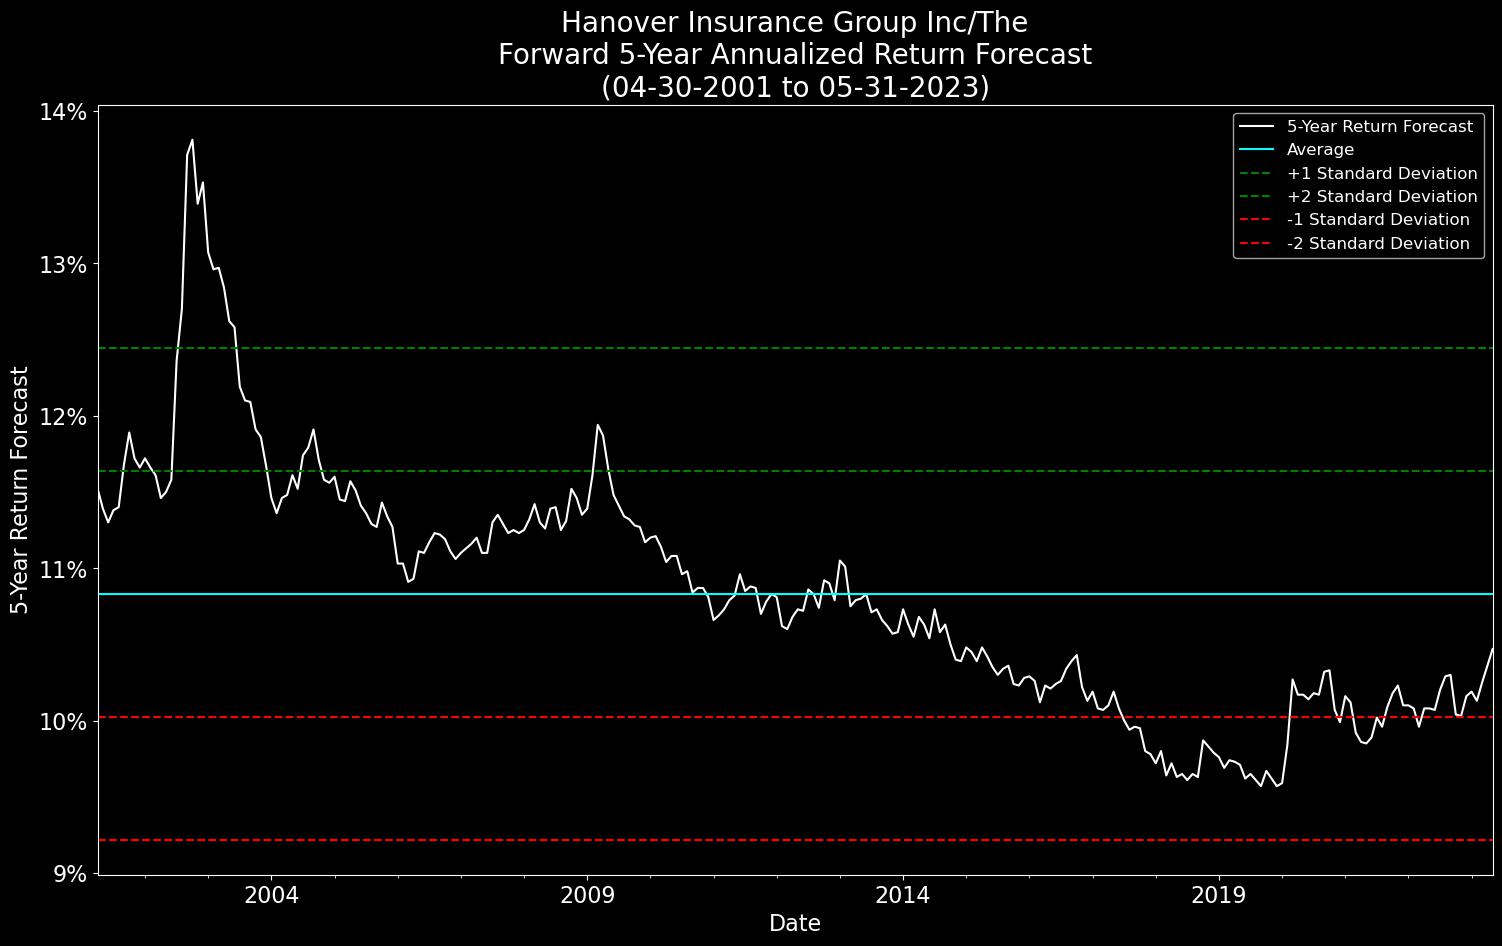 Hanover Insurance Group Inc/The
Forward 5-Year Annualized Return Forecast
(04-30-2001 to 05-31-2023)
14%
13%
12%
11%
10%
9%
5-Year Return Forecast
5-Year Return Forecast
Average
+1 Standard Deviation
+2 Standard Deviation
-1 Standard Deviation
-2 Standard Deviation
2004
2009
2014
2019
Date